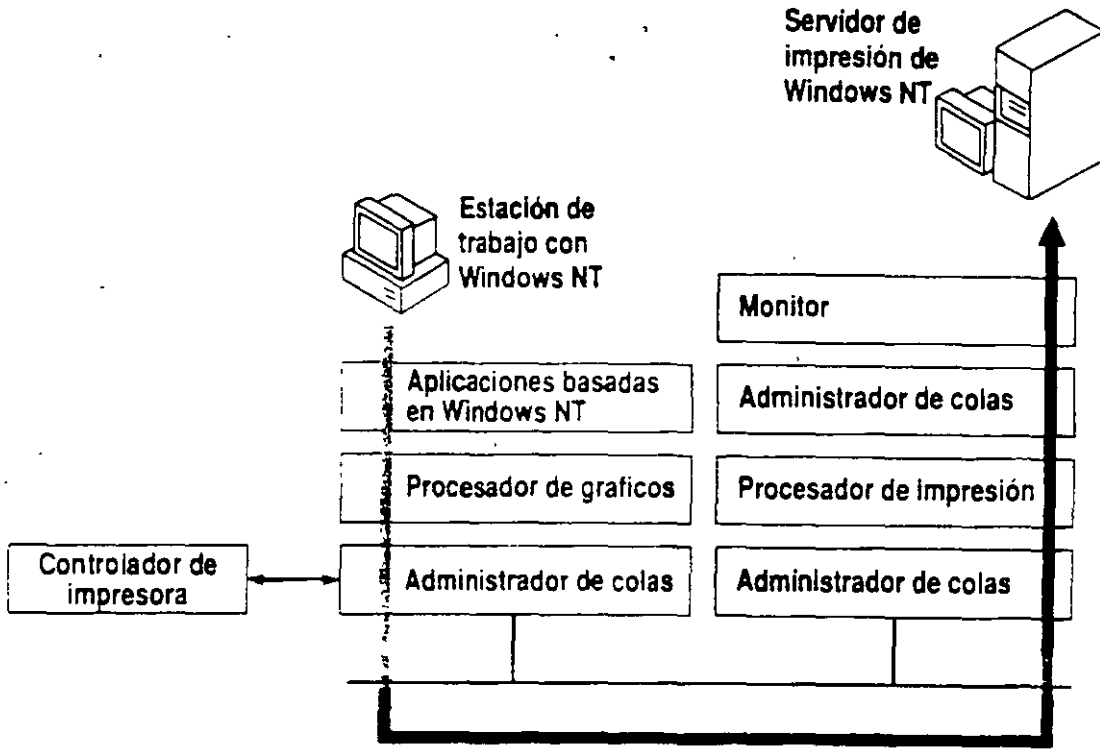 Servidor de
impresión de
Windows NT
Estación de
trabajo con
Windows NT
Monitor
Aplicaciones basadas
en Windows NT
Administrador de colas
Procesador de graficos
Procesador de impresión
Controlador de
impresora
Administrador de colas
Administrador de colas